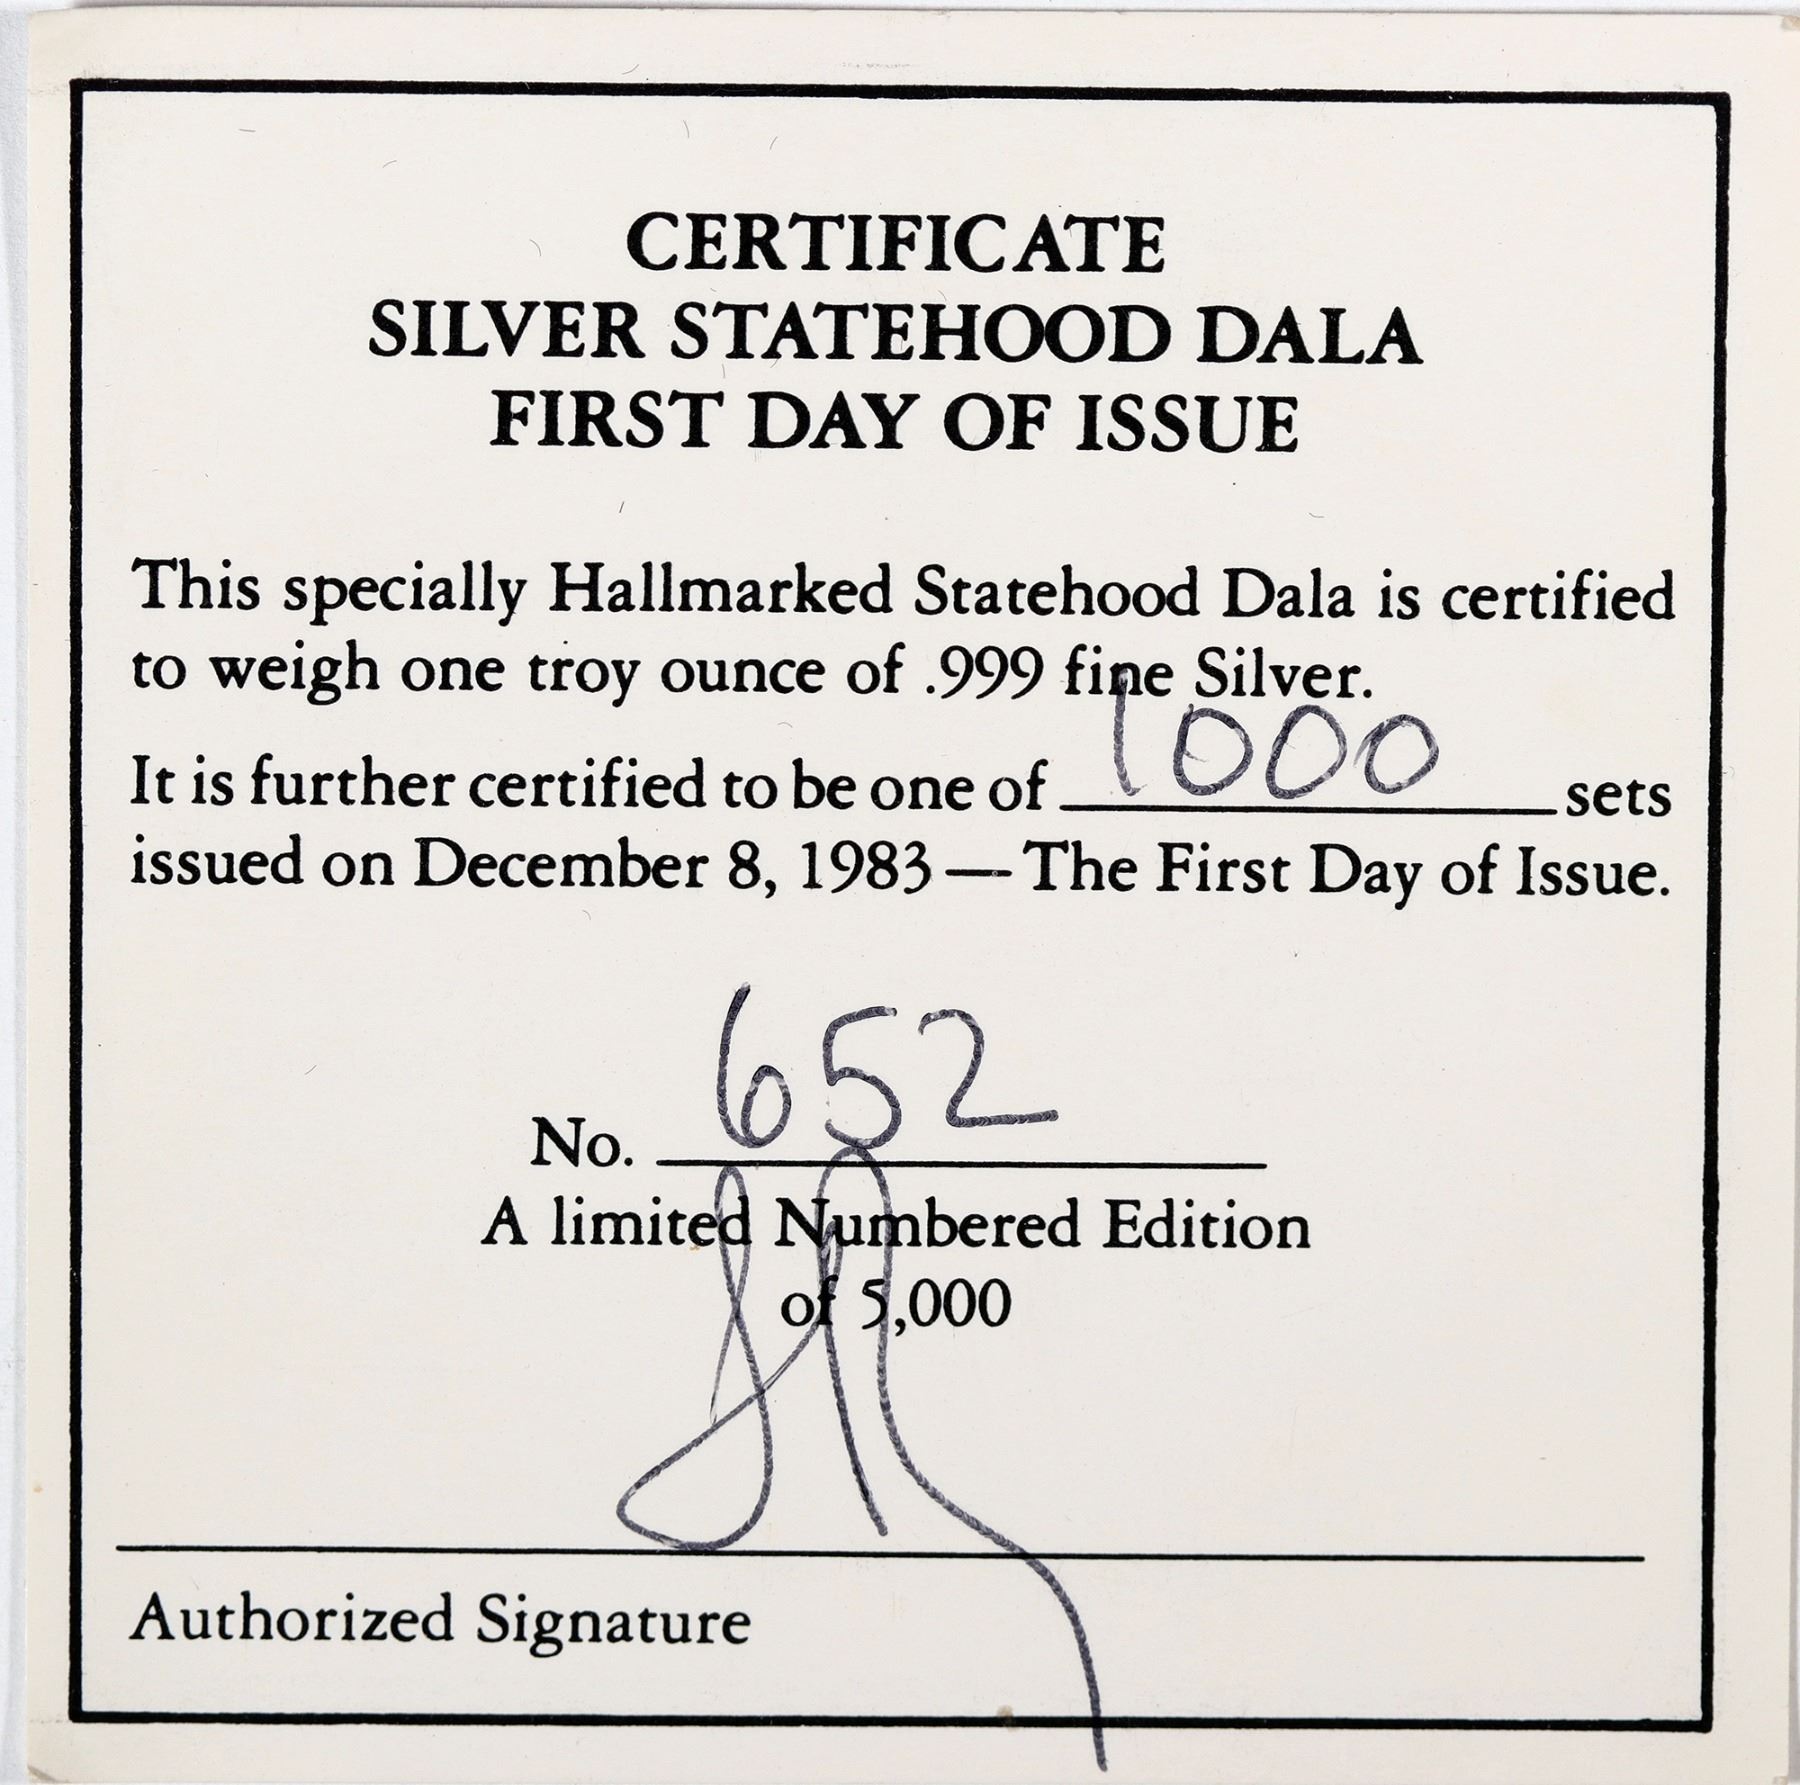 CERTIFICATE
SILVER STATEHOOD DALA
FIRST DAY OF ISSUE
This specially Hallmarked Statehood Dala is certified
to weigh one troy ounce of .999 fine Silver.
It is further certified to be one of 1000 sets
issued on December 8, 1983 — The First Day of Issue.
No. 652
A limited Numbered Edition
of 5,000
Authorized Signature